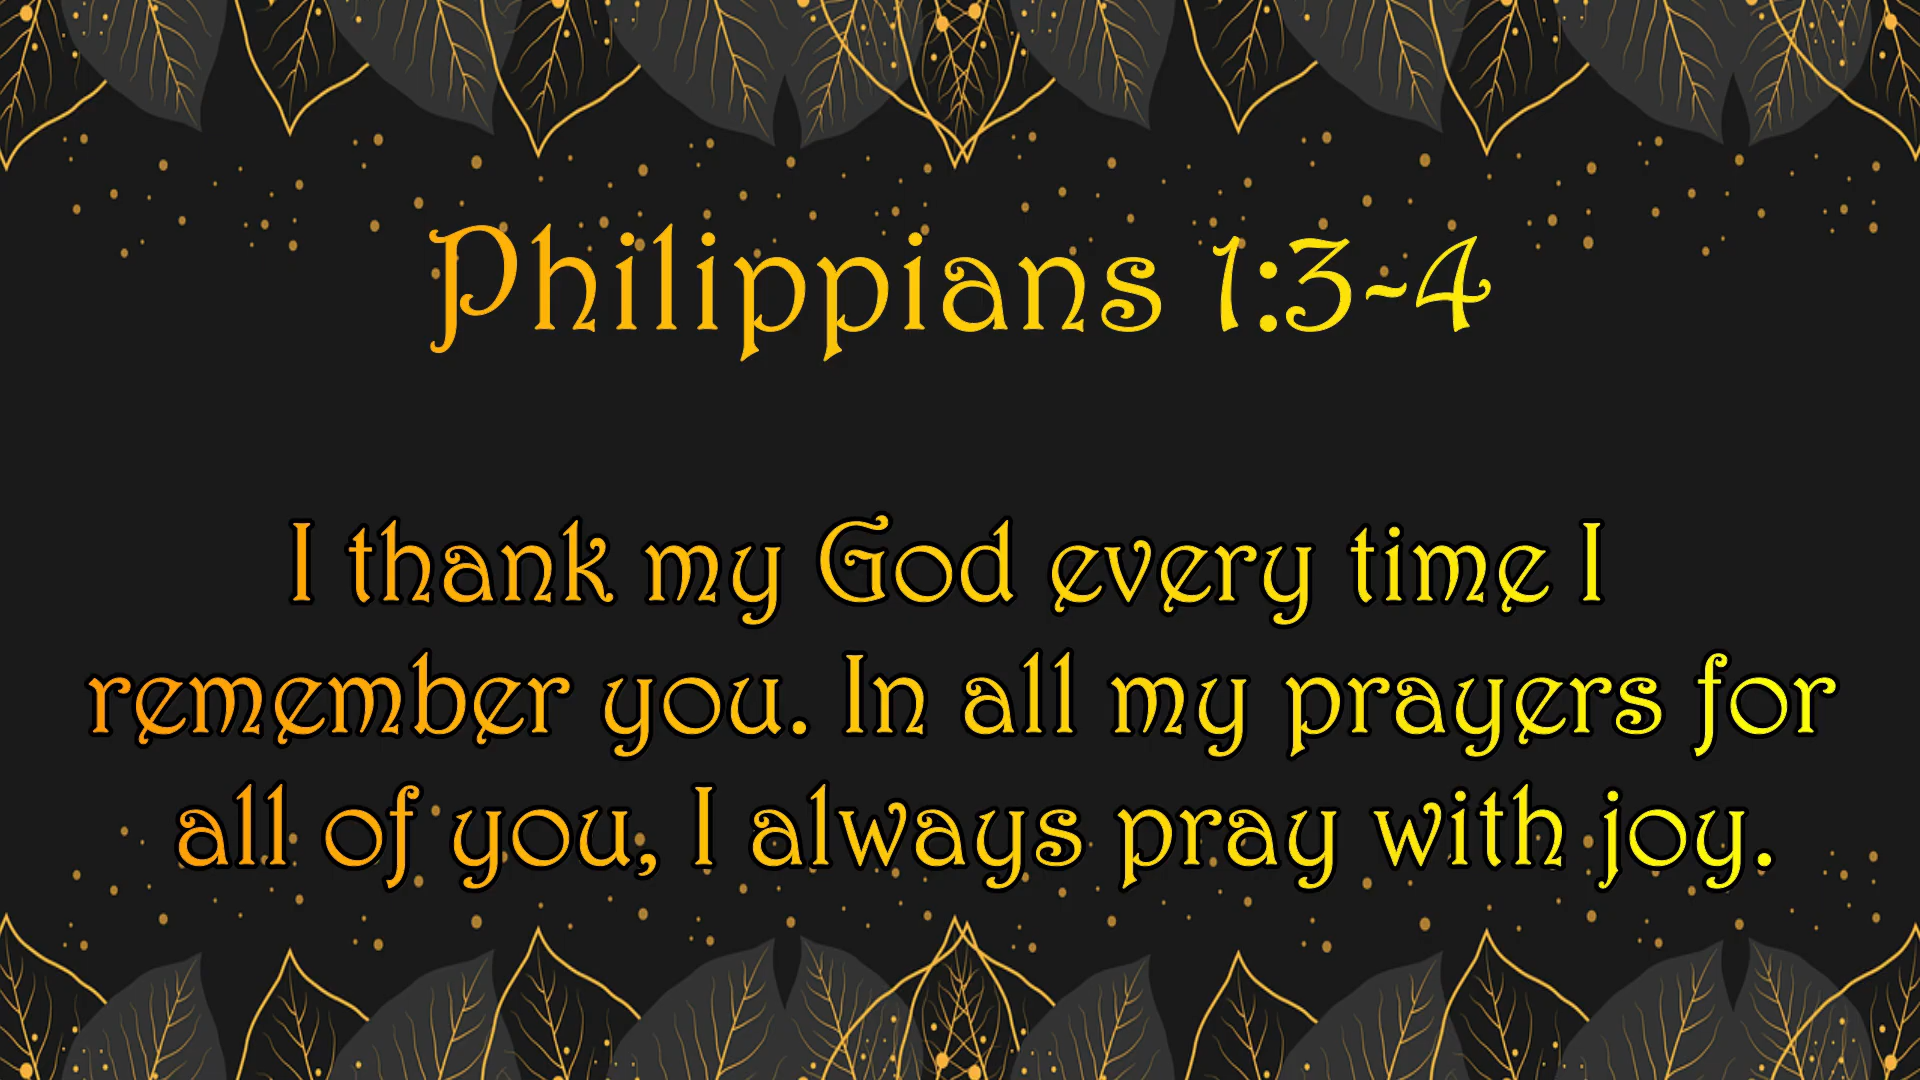 Philippians 1:3-4
I thank my God every time I
remember you. In all my prayers for
all of you, I always pray with joy.